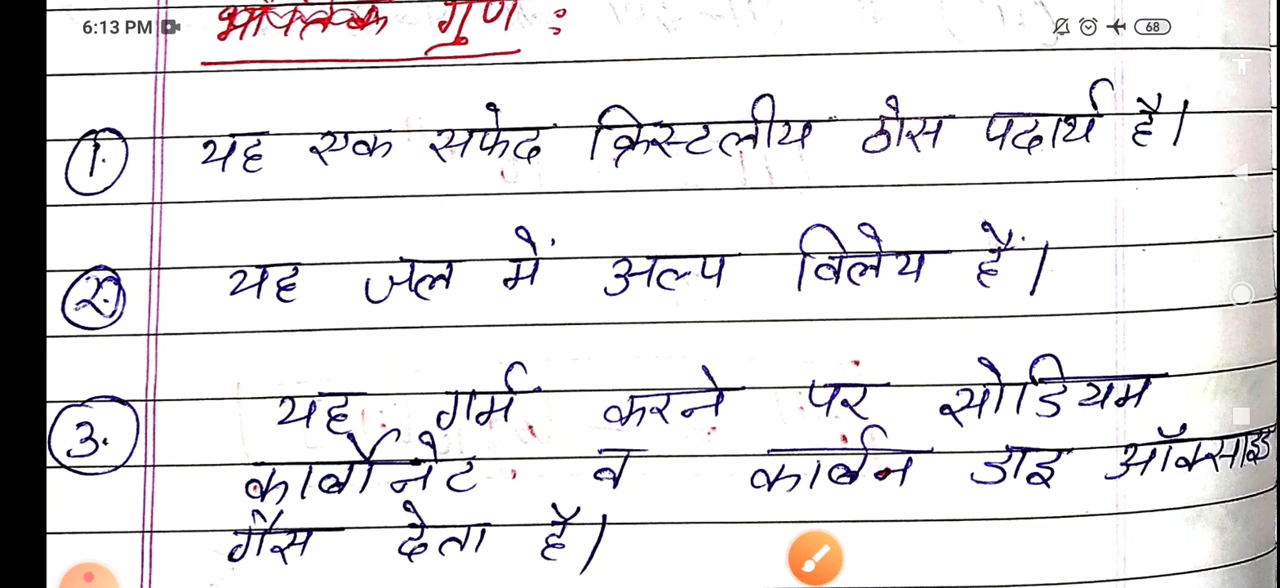 6:13 PM 68
भौतिक गुण :
1. यह एक सफेद क्रिस्टलीय ठोस पदार्थ है।
2. यह जल में अल्प विलेय हैं।
3. यह गर्म करने पर सोडियम
कार्बोनेट व कार्बन डाइ ऑक्साइड
गैस देता है।